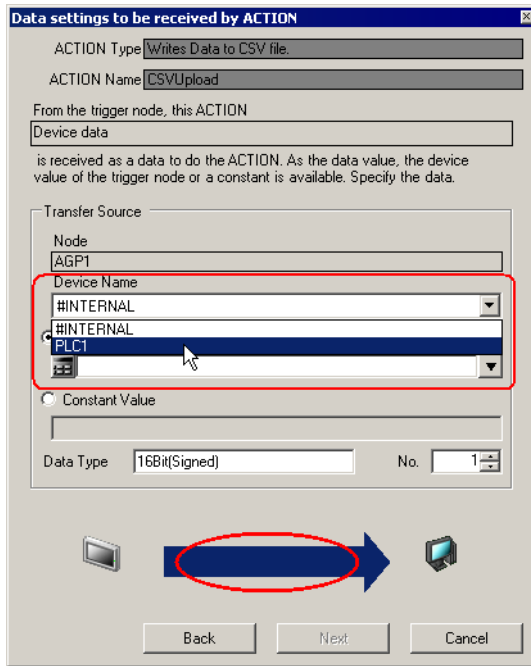 Data settings to be received by ACTION
ACTION Type Writes Data to CSV file.
ACTION Name CSVUpload
From the trigger node, this ACTION
Device data
is received as a data to do the ACTION. As the data value, the device
value of the trigger node or a constant is available. Specify the data.
Transfer Source
Node
AGP1
Device Name
#INTERNAL
#INTERNAL
PLC1
Constant Value
Data Type 16Bit(Signed) No. 1
Back Next Cancel